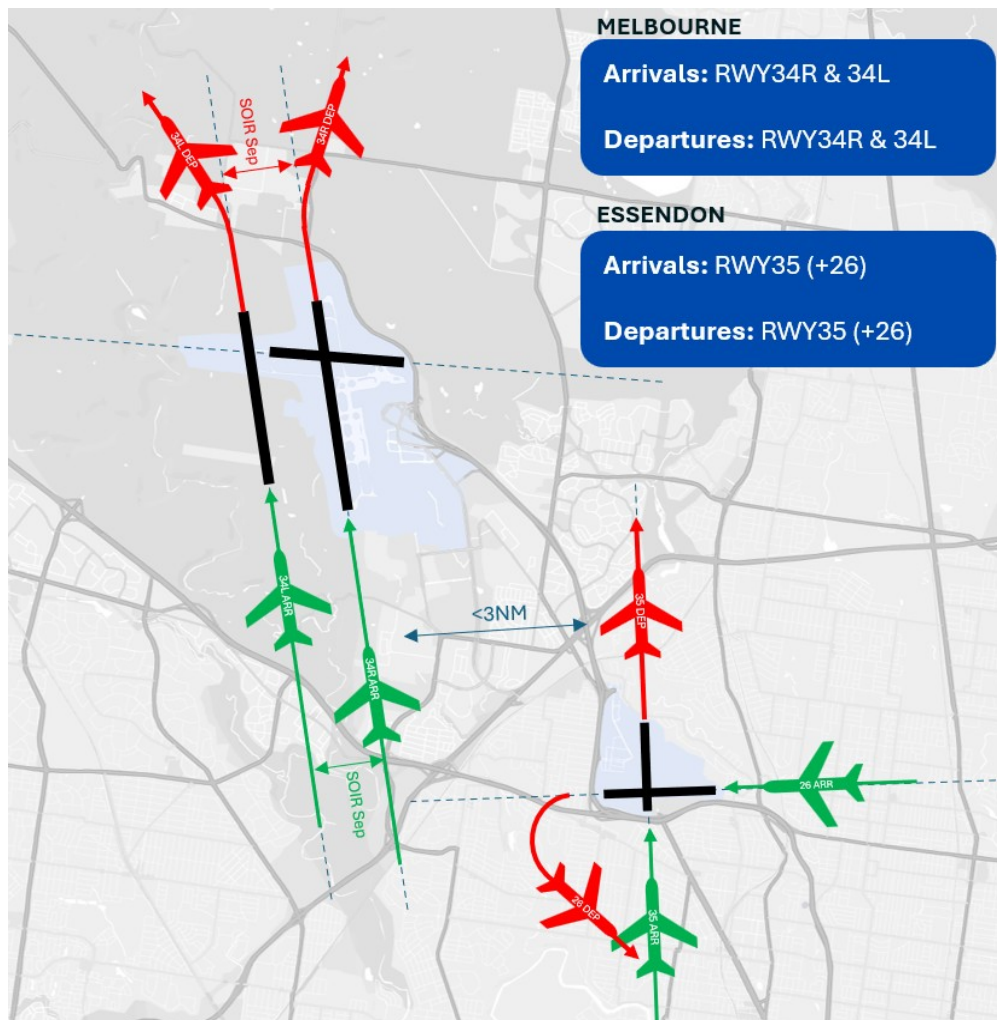 MELBOURNE
Arrivals: RWY34R & 34L
Departures: RWY34R & 34L
ESSENDON
Arrivals: RWY35 (+26)
Departures: RWY35 (+26)
34L DEP
SOIR Sep
34R DEP
<3NM
34L ARR
34R ARR
SOIR Sep
35 DEP
26 ARR
26 DEP
35 ARR